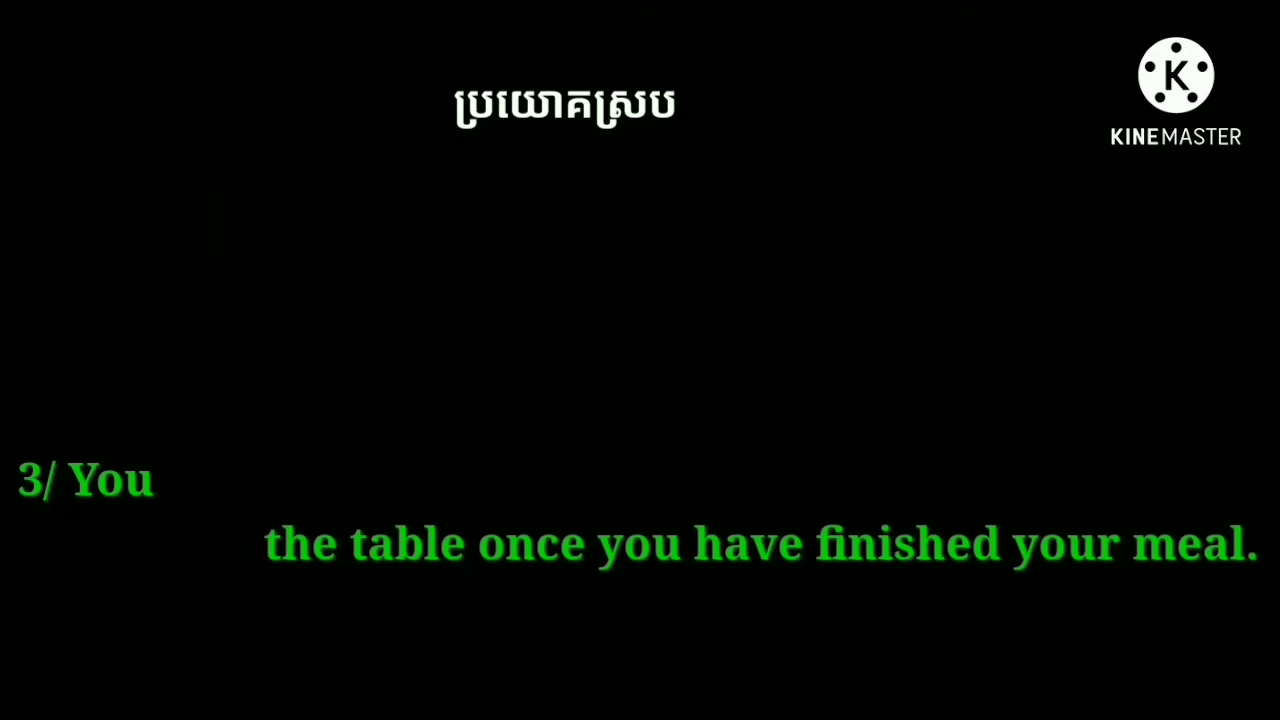 ប្រយោគស្រប
K
KINEMASTER
3/ You
the table once you have finished your meal.